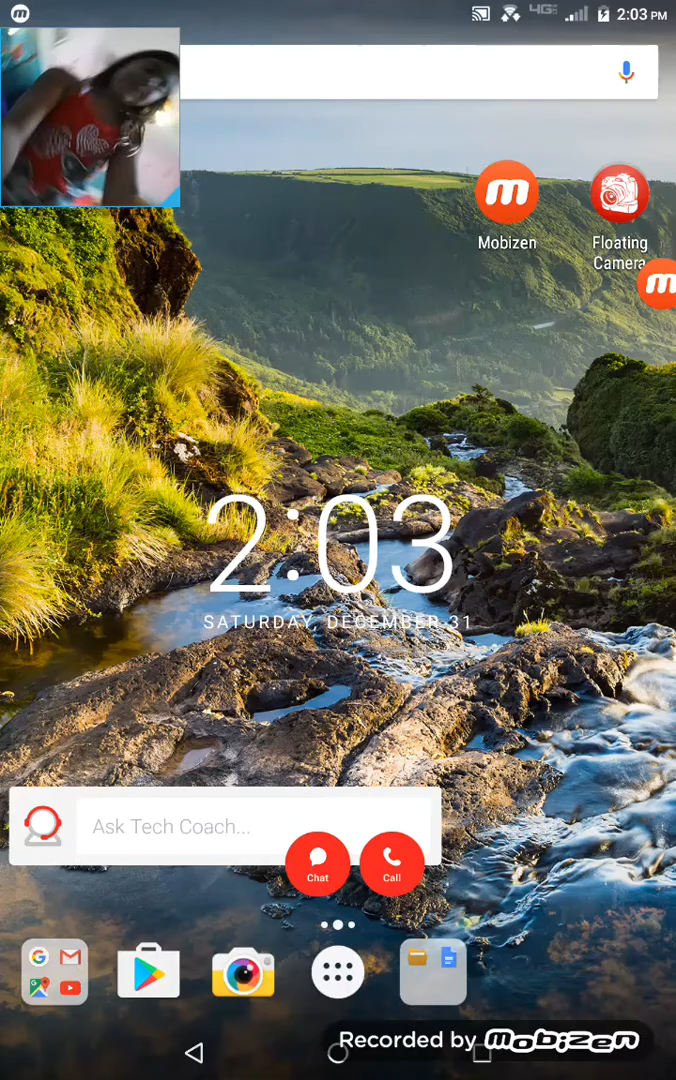 4G 2:03 PM
Mobizen
Floating
Camera
2:03
SATURDAY, DECEMBER 31
Ask Tech Coach...
Chat
Call
Recorded by mobizen